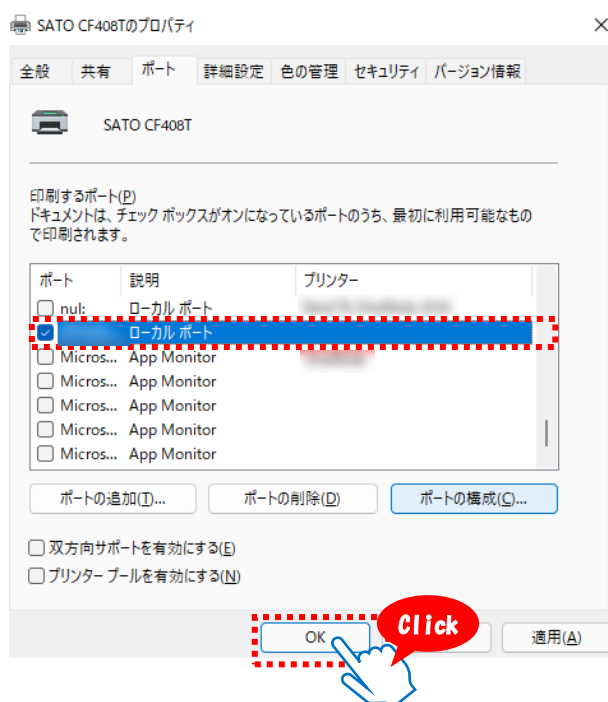 SATO CF408Tのプロパティ
全般 共有 ポート 詳細設定 色の管理 セキュリティ バージョン情報
SATO CF408T
印刷するポート(P)
ドキュメントは、チェック ボックスがオンになっているポートのうち、最初に利用可能なもの
で印刷されます。
ポート 説明 プリンター
nul: ローカル ポート
ローカル ポート
Micros... App Monitor
Micros... App Monitor
Micros... App Monitor
Micros... App Monitor
Micros... App Monitor
ポートの追加(T)... ポートの削除(D) ポートの構成(C)...
双方向サポートを有効にする(E)
プリンター プールを有効にする(N)
OK Click 適用(A)